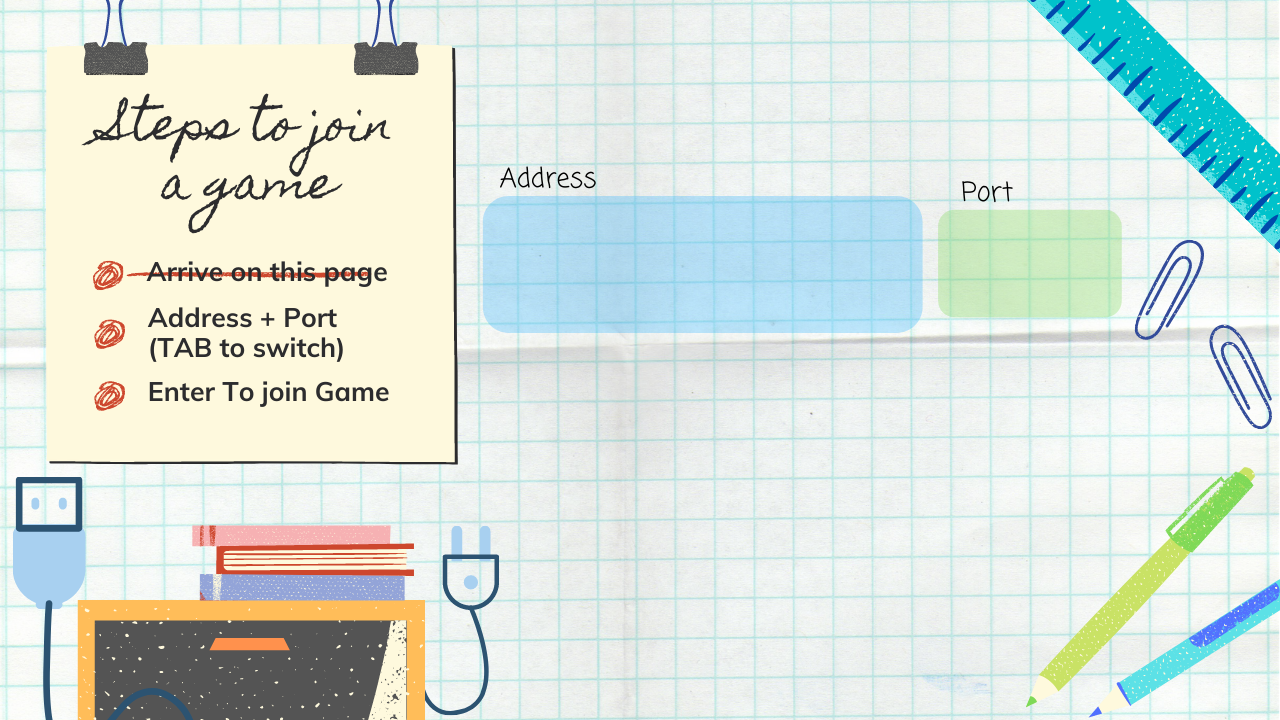 Steps to join
a game
Arrive on this page
Address + Port
(TAB to switch)
Enter To join Game
Address
Port